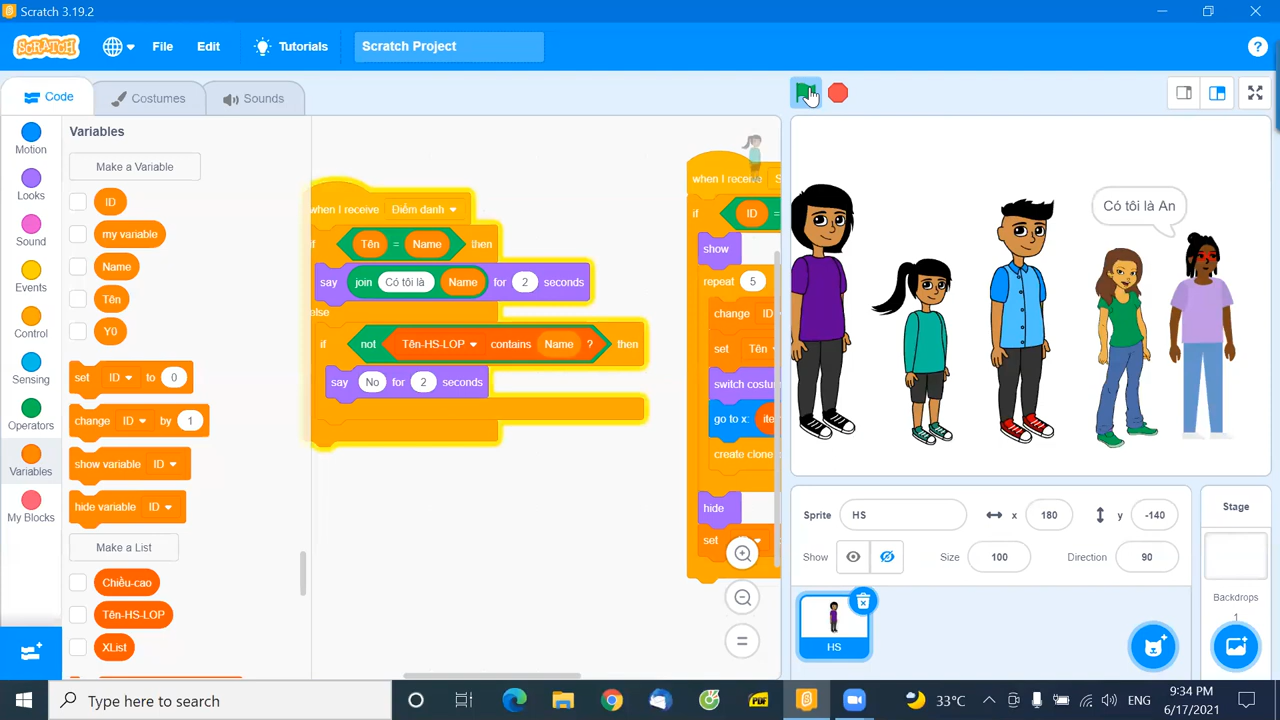 Scratch 3.19.2
SCRATCH
File
Edit
Tutorials
Scratch Project
?
Code
Costumes
Sounds
Motion
Looks
Sound
Events
Control
Sensing
Operators
Variables
My Blocks
Variables
Make a Variable
ID
my variable
Name
Tên
Y0
set ID to 0
change ID by 1
show variable ID
hide variable ID
Make a List
Chiều-cao
Tên-HS-LOP
XList
when I receive Điểm danh
if Tên = Name then
say join Có tôi là Name for 2 seconds
else
if not Tên-HS-LOP contains Name ? then
say No for 2 seconds
when I receive S
if ID =
show
repeat 5
change ID
set Tên
switch costu
go to x: ite
create clone
hide
set
Có tôi là An
Sprite HS x 180 y -140
Show Size 100 Direction 90
HS
Stage
Backdrops
1
Type here to search
PDF
33°C
ENG
9:34 PM
6/17/2021